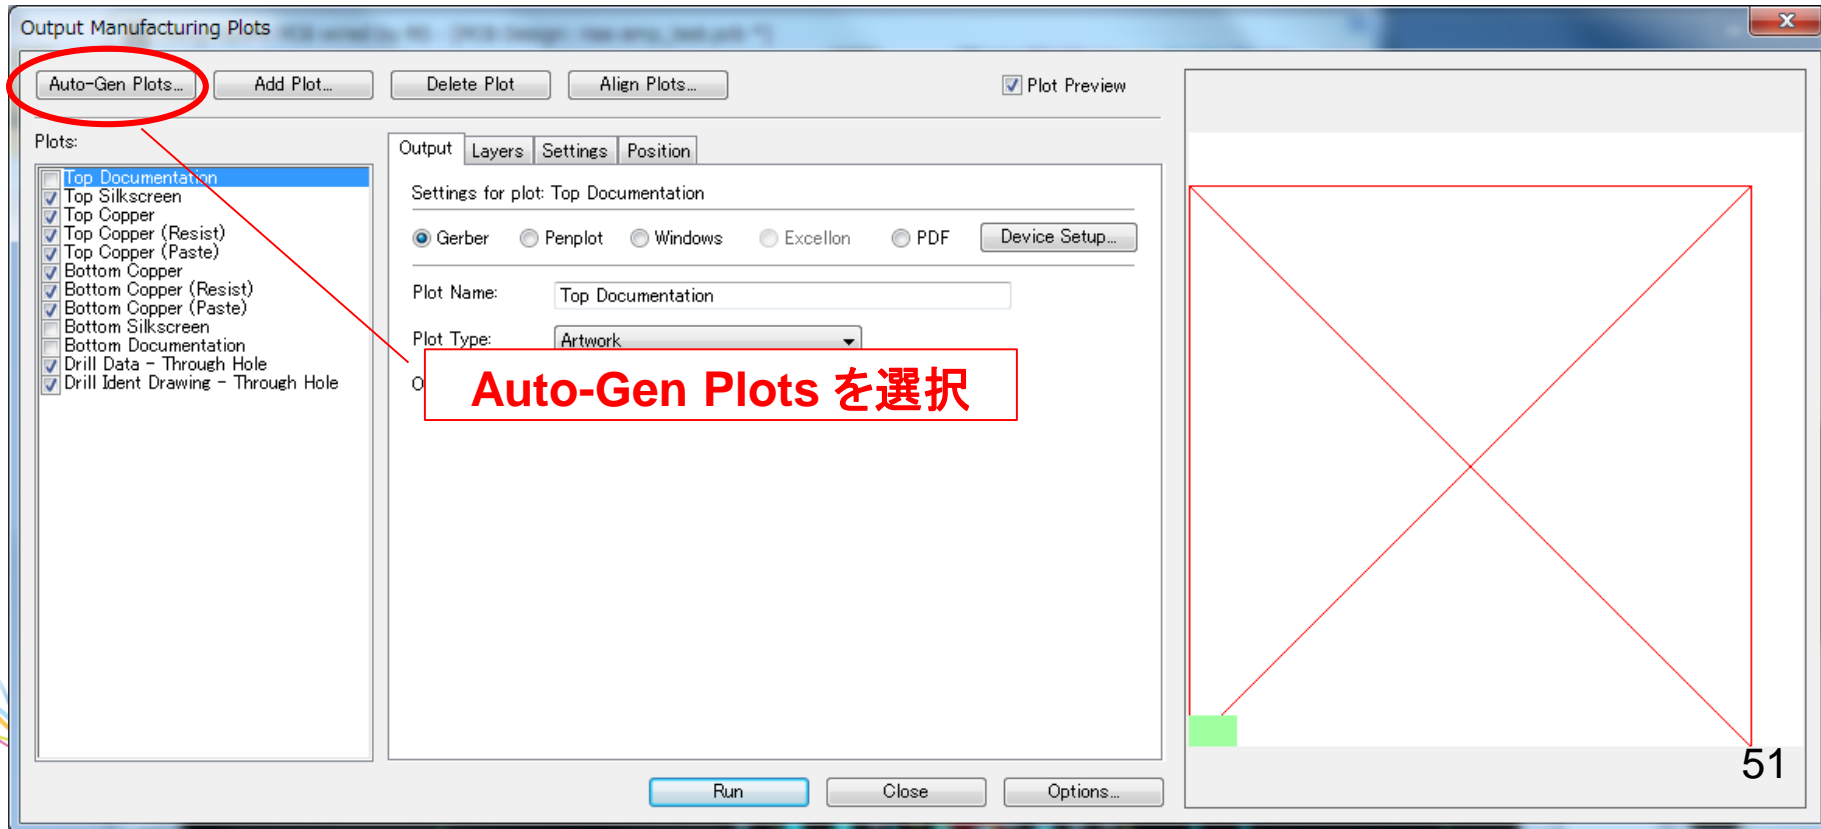 Output Manufacturing Plots
Auto-Gen Plots... Add Plot... Delete Plot Align Plots... Plot Preview
Plots:
Top Documentation
Top Silkscreen
Top Copper
Top Copper (Resist)
Top Copper (Paste)
Bottom Copper
Bottom Copper (Resist)
Bottom Copper (Paste)
Bottom Silkscreen
Bottom Documentation
Drill Data - Through Hole
Drill Ident Drawing - Through Hole
Output Layers Settings Position
Settings for plot: Top Documentation
Gerber Penplot Windows Excellon PDF Device Setup...
Plot Name: Top Documentation
Plot Type: Artwork
Auto-Gen Plots を選択
Run Close Options...
51